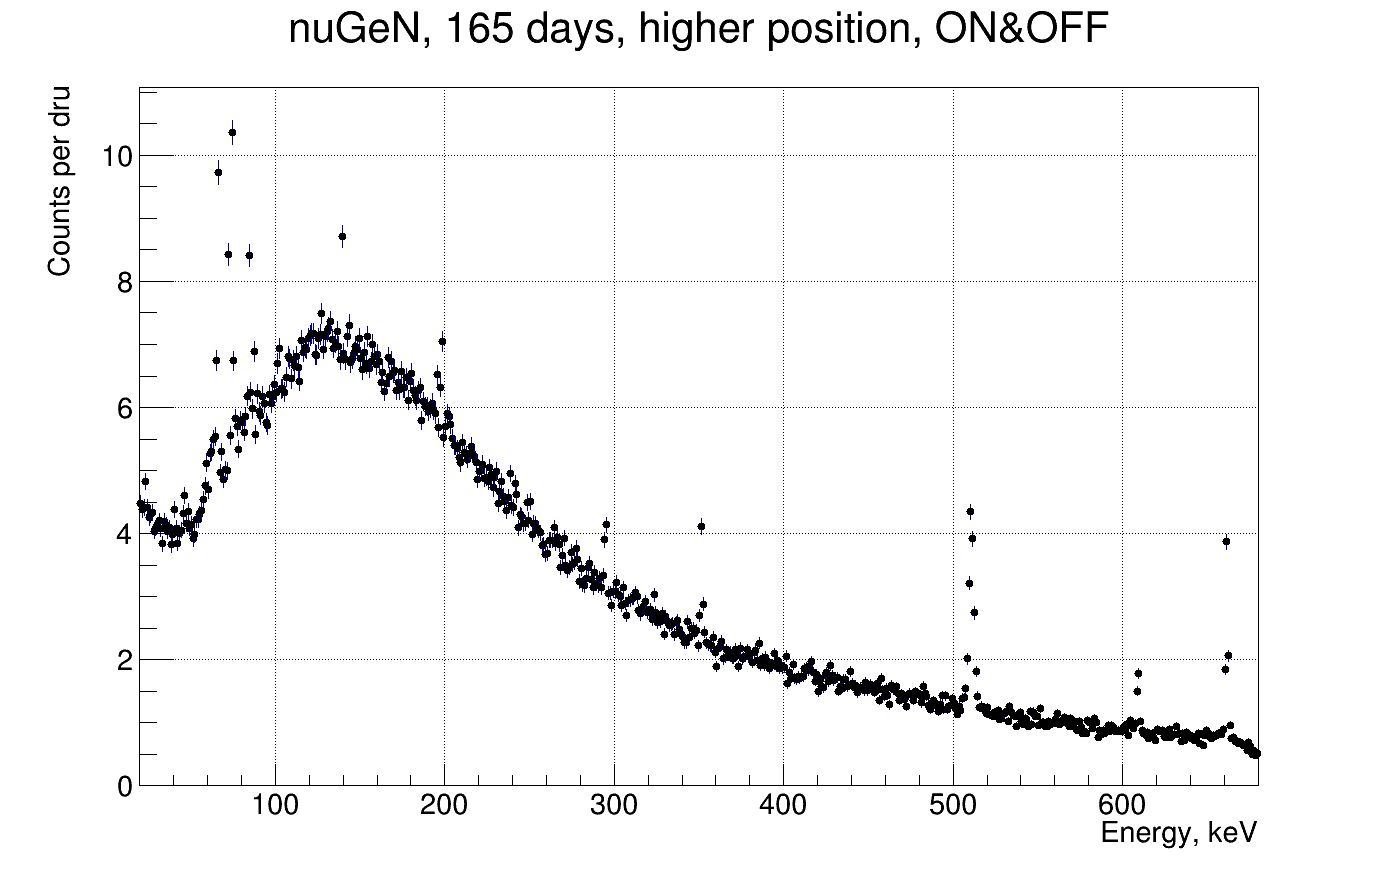 nuGeN, 165 days, higher position, ON&OFF
Counts per dru
10
8
6
4
2
0
100 200 300 400 500 600
Energy, keV